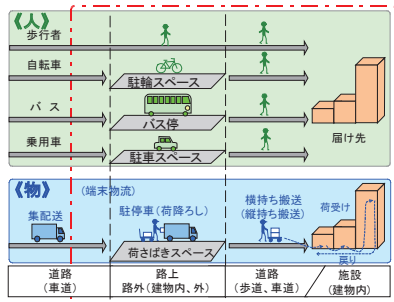 《人》
歩行者
自転車
駐輪スペース
バス
バス停
乗用車
駐車スペース
届け先
《物》
(端末物流)
集配送
駐停車(荷降ろし)
荷さばきスペース
横持ち搬送
(縦持ち搬送)
荷受け
戻り
道路
(車道)
路上
路外(建物内、外)
道路
(歩道、車道)
施設
(建物内)